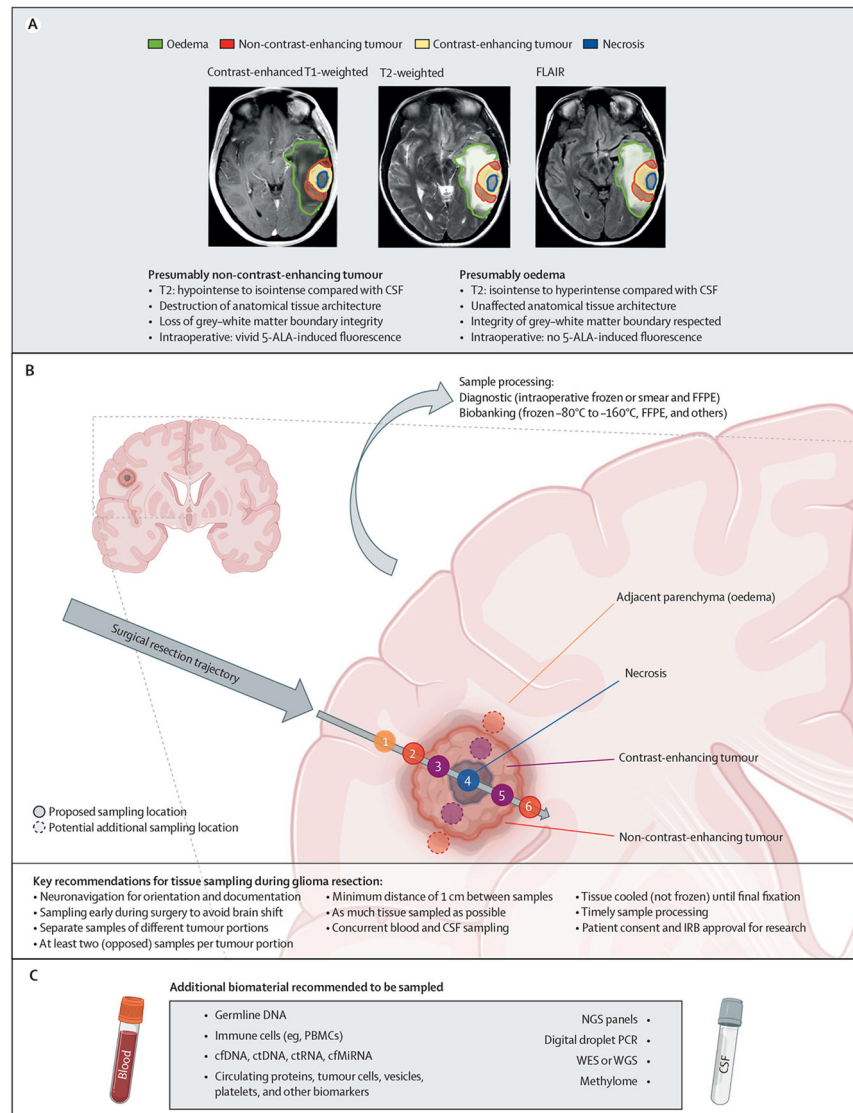 A
Oedema
Non-contrast-enhancing tumour
Contrast-enhancing tumour
Necrosis
Contrast-enhanced T1-weighted
T2-weighted
FLAIR
Presumably non-contrast-enhancing tumour
• T2: hypointense to isointense compared with CSF
• Destruction of anatomical tissue architecture
• Loss of grey–white matter boundary integrity
• Intraoperative: vivid 5-ALA-induced fluorescence
Presumably oedema
• T2: isointense to hyperintense compared with CSF
• Unaffected anatomical tissue architecture
• Integrity of grey–white matter boundary respected
• Intraoperative: no 5-ALA-induced fluorescence
B
Sample processing:
Diagnostic (intraoperative frozen or smear and FFPE)
Biobanking (frozen –80°C to –160°C, FFPE, and others)
Surgical resection trajectory
Adjacent parenchyma (oedema)
Necrosis
Contrast-enhancing tumour
Non-contrast-enhancing tumour
1
2
3
4
5
6
Proposed sampling location
Potential additional sampling location
Key recommendations for tissue sampling during glioma resection:
• Neuronavigation for orientation and documentation
• Sampling early during surgery to avoid brain shift
• Separate samples of different tumour portions
• At least two (opposed) samples per tumour portion
• Minimum distance of 1 cm between samples
• As much tissue sampled as possible
• Concurrent blood and CSF sampling
• Tissue cooled (not frozen) until final fixation
• Timely sample processing
• Patient consent and IRB approval for research
C
Additional biomaterial recommended to be sampled
Blood
• Germline DNA
• Immune cells (eg, PBMCs)
• cfDNA, ctDNA, ctRNA, cfMiRNA
• Circulating proteins, tumour cells, vesicles,
platelets, and other biomarkers
NGS panels •
Digital droplet PCR •
WES or WGS •
Methylome •
CSF